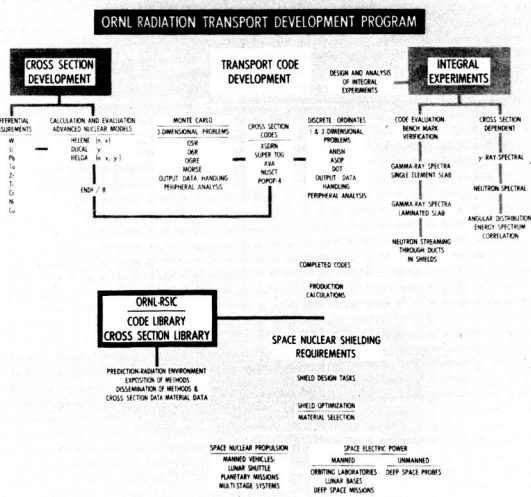 ORNL RADIATION TRANSPORT DEVELOPMENT PROGRAM
CROSS SECTION
DEVELOPMENT
TRANSPORT CODE
DEVELOPMENT
DESIGN AND ANALYSIS
OF INTEGRAL
EXPERIMENTS
INTEGRAL
EXPERIMENTS
CALCULATION AND EVALUATION
ADVANCED NUCLEAR MODELS
HELENE (n, x)
DUCAL γ
HELGA (n, x, γ)
ENDF / B
W
Li
Pb
Ta
Zr
Ti
Cr
Ni
Cu
MONTE CARLO
3-DIMENSIONAL PROBLEMS
O5R
O6R
OGRE
MORSE
OUTPUT DATA HANDLING
PERIPHERAL ANALYSIS
CROSS SECTION
CODES
XSDRN
SUPER TOG
AVA
NUSCT
POPOP-4
DISCRETE ORDINATES
1 & 2-DIMENSIONAL
PROBLEMS
ANISN
ASOP
DOT
OUTPUT DATA
HANDLING
PERIPHERAL ANALYSIS
CODE EVALUATION-
BENCH MARK
VERIFICATION
GAMMA-RAY SPECTRA
SINGLE ELEMENT SLAB
GAMMA-RAY SPECTRA
LAMINATED SLAB
NEUTRON STREAMING
THROUGH DUCTS
IN SHIELDS
CROSS SECTION
DEPENDENT
γ-RAY-SPECTRA
NEUTRON-SPECTRA
ANGULAR DISTRIBUTION
ENERGY SPECTRUM
CORRELATION
COMPLETED CODES
PRODUCTION
CALCULATIONS
ORNL-RSIC
CODE LIBRARY
CROSS SECTION LIBRARY
PREDICTION-RADIATION ENVIRONMENT
EXPOSITION OF METHODS
DISSEMINATION OF METHODS &
CROSS SECTION DATA MATERIAL DATA
SPACE NUCLEAR SHIELDING
REQUIREMENTS
SHIELD DESIGN TASKS
SHIELD OPTIMIZATION
MATERIAL SELECTION
SPACE NUCLEAR PROPULSION
MANNED VEHICLES:
LUNAR SHUTTLE
PLANETARY MISSIONS
MULTI-STAGE SYSTEMS
SPACE ELECTRIC POWER
MANNED
ORBITING LABORATORIES
LUNAR BASES
DEEP SPACE MISSIONS
UNMANNED
DEEP SPACE PROBES